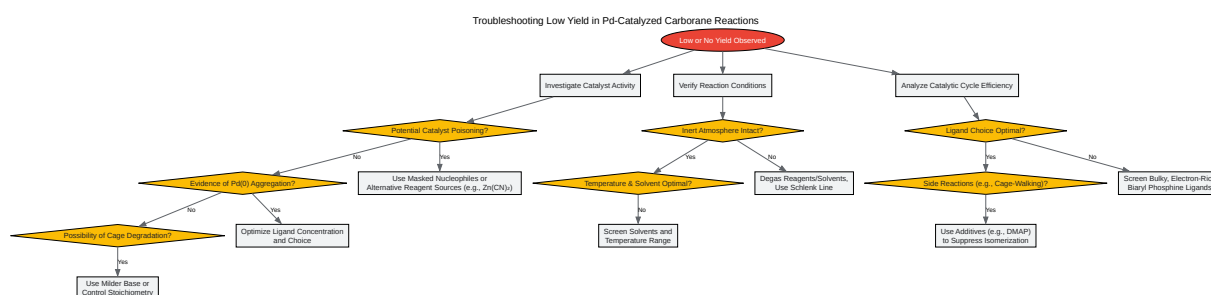 Troubleshooting Low Yield in Pd-Catalyzed Carborane Reactions
Low or No Yield Observed
Investigate Catalyst Activity
Verify Reaction Conditions
Analyze Catalytic Cycle Efficiency
Potential Catalyst Poisoning?
Inert Atmosphere Intact?
Ligand Choice Optimal?
No
Yes
Yes
No
Yes
No
Evidence of Pd(0) Aggregation?
Use Masked Nucleophiles or
Alternative Reagent Sources (e.g., Zn(CN)₂)
Temperature & Solvent Optimal?
Degas Reagents/Solvents,
Use Schlenk Line
Side Reactions (e.g., Cage-Walking)?
Screen Bulky, Electron-Ric
Biaryl Phosphine Ligands
No
Yes
No
Yes
Possibility of Cage Degradation?
Optimize Ligand Concentration
and Choice
Screen Solvents and
Temperature Range
Use Additives (e.g., DMAP)
to Suppress Isomerization
Yes
Use Milder Base or
Control Stoichiometry